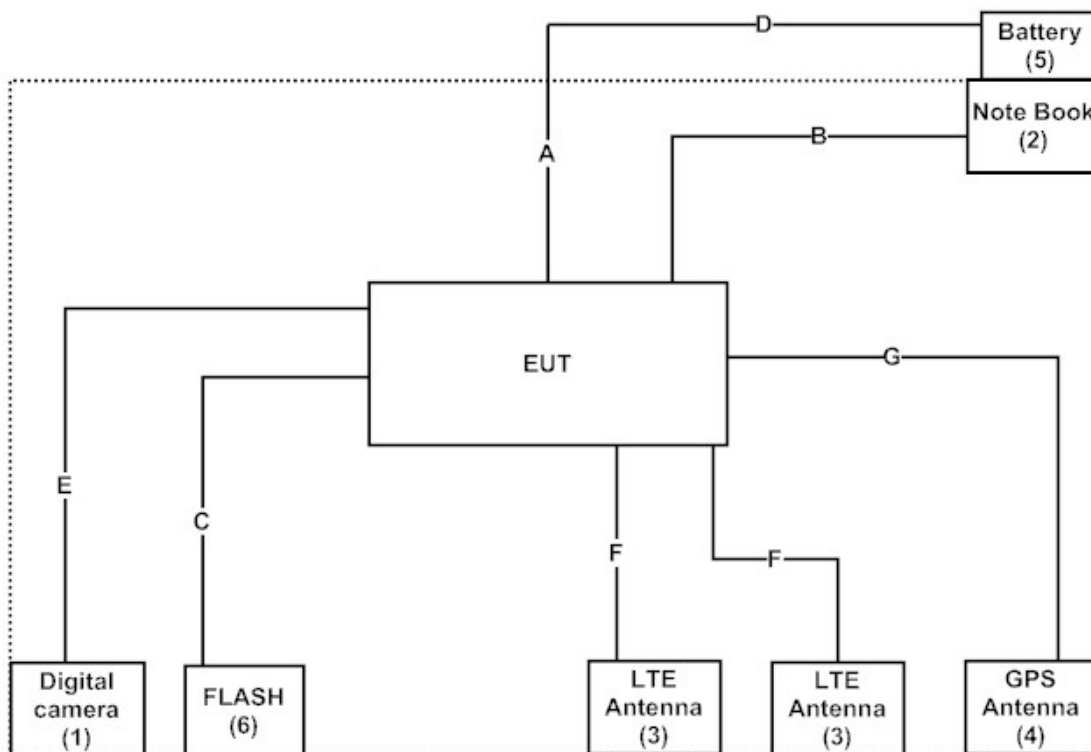 D
Battery
(5)
Note Book
(2)
B
A
EUT
G
E
C
F
F
Digital
camera
(1)
FLASH
(6)
LTE
Antenna
(3)
LTE
Antenna
(3)
GPS
Antenna
(4)